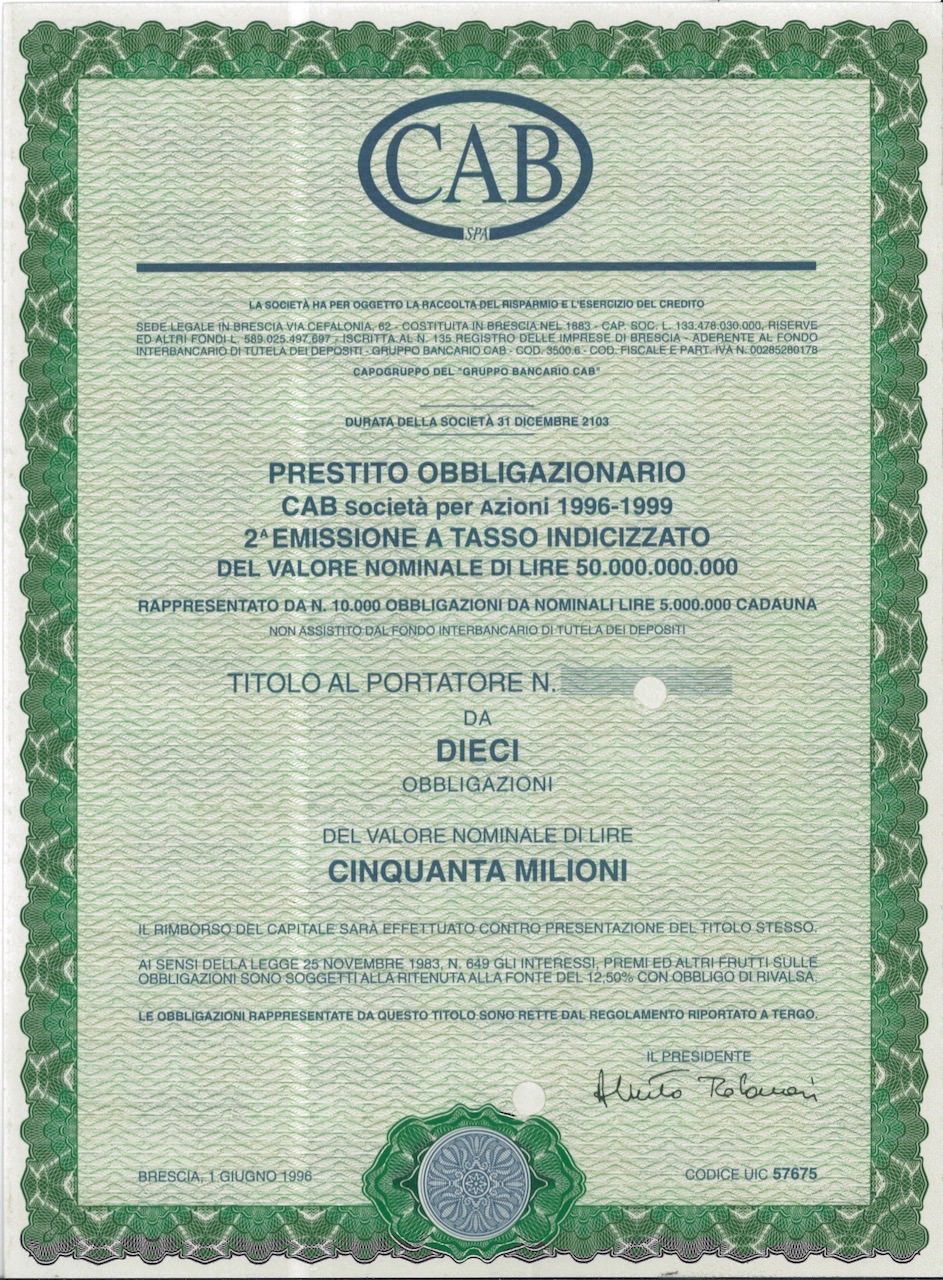 CAB
SPA
LA SOCIETÀ HA PER OGGETTO LA RACCOLTA DEL RISPARMIO E L'ESERCIZIO DEL CREDITO
SEDE LEGALE IN BRESCIA VIA CEFALONIA, 62 - COSTITUITA IN BRESCIA NEL 1883 - CAP. SOC. L. 133.478.030.000, RISERVE
ED ALTRI FONDI L. 589.025.497.697 - ISCRITTA AL N. 135 REGISTRO DELLE IMPRESE DI BRESCIA - ADERENTE AL FONDO
INTERBANCARIO DI TUTELA DEI DEPOSITI - GRUPPO BANCARIO CAB - COD. 3500.6 - COD. FISCALE E PART. IVA N. 00285280178
CAPOGRUPPO DEL "GRUPPO BANCARIO CAB"
DURATA DELLA SOCIETÀ 31 DICEMBRE 2103
PRESTITO OBBLIGAZIONARIO
CAB Società per Azioni 1996-1999
2ª EMISSIONE A TASSO INDICIZZATO
DEL VALORE NOMINALE DI LIRE 50.000.000.000
RAPPRESENTATO DA N. 10.000 OBBLIGAZIONI DA NOMINALI LIRE 5.000.000 CADAUNA
NON ASSISTITO DAL FONDO INTERBANCARIO DI TUTELA DEI DEPOSITI
TITOLO AL PORTATORE N.
DA
DIECI
OBBLIGAZIONI
DEL VALORE NOMINALE DI LIRE
CINQUANTA MILIONI
IL RIMBORSO DEL CAPITALE SARÀ EFFETTUATO CONTRO PRESENTAZIONE DEL TITOLO STESSO.
AI SENSI DELLA LEGGE 25 NOVEMBRE 1983, N. 649 GLI INTERESSI, PREMI ED ALTRI FRUTTI SULLE
OBBLIGAZIONI SONO SOGGETTI ALLA RITENUTA ALLA FONTE DEL 12,50% CON OBBLIGO DI RIVALSA.
LE OBBLIGAZIONI RAPPRESENTATE DA QUESTO TITOLO SONO RETTE DAL REGOLAMENTO RIPORTATO A TERGO.
IL PRESIDENTE
Alberto
BRESCIA, 1 GIUGNO 1996
CODICE UIC 57675